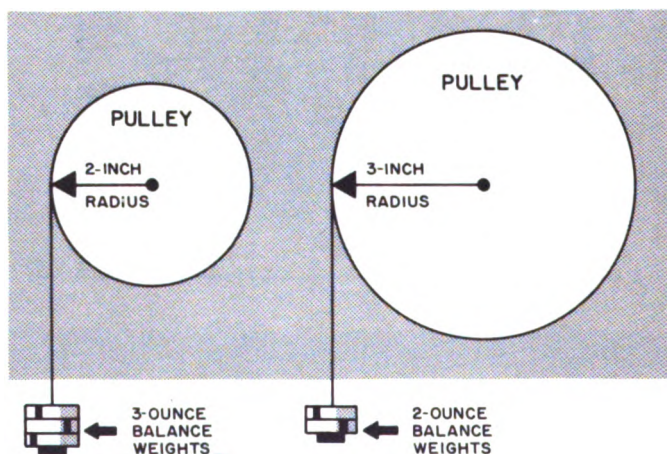 PULLEY
2-INCH
RADIUS
PULLEY
3-INCH
RADIUS
3-OUNCE
BALANCE
WEIGHTS
2-OUNCE
BALANCE
WEIGHTS